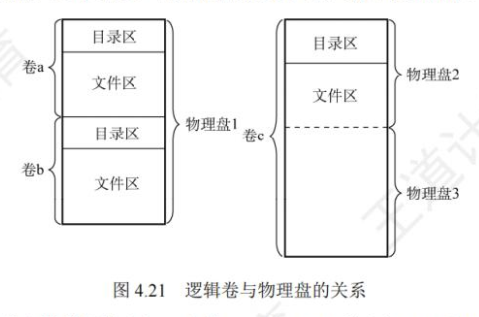 目录区
卷a
文件区
物理盘1
目录区
卷b
文件区
目录区
物理盘2
文件区
卷c
物理盘3
图 4.21 逻辑卷与物理盘的关系
王道计
育